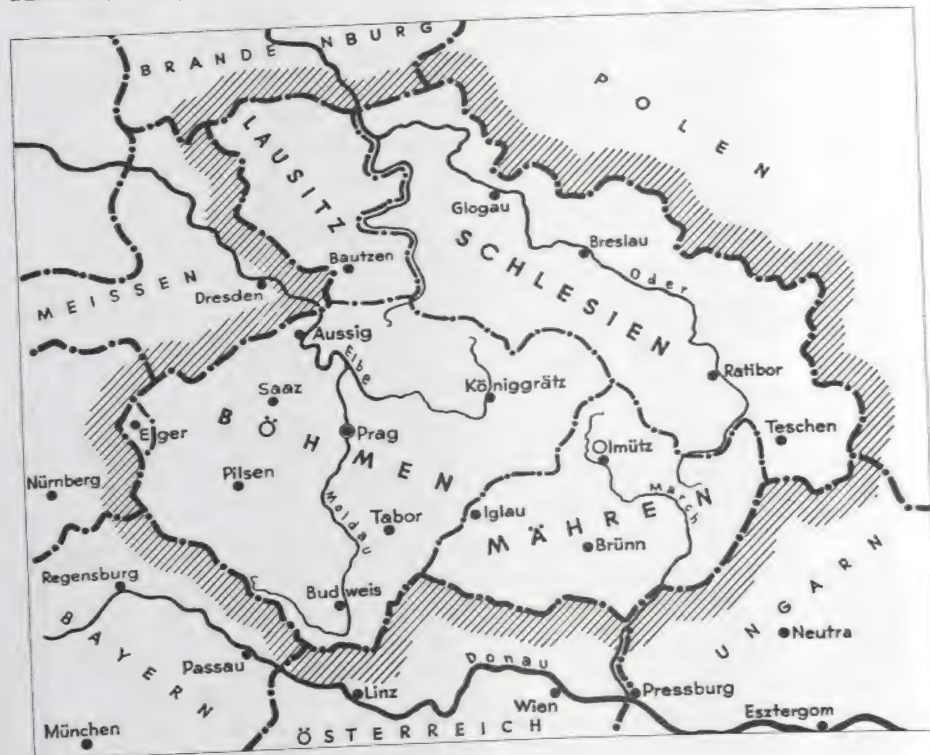 BRANDENBURG
POLEN
LAUSITZ
Glogau
SCHLESIEN
Breslau
Oder
Bautzen
MEISSEN
Dresden
Aussig
Elbe
Königgrätz
Ratibor
Saaz
BÖHMEN
Eger
Prag
Olmütz
Teschen
Nürnberg
Pilsen
Moldau
March
Tabor
Iglau
MÄHREN
Brünn
Regensburg
Budweis
UNGARN
BAYERN
Neutra
Passau
Donau
Linz
Wien
Pressburg
Esztergom
München
ÖSTERREICH